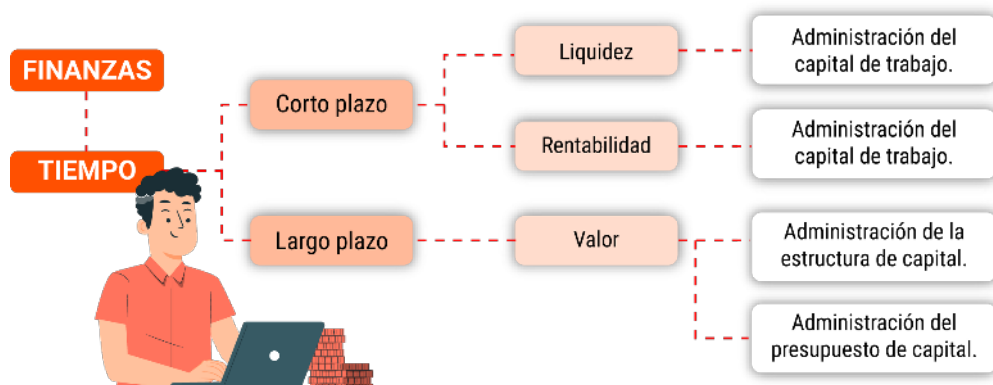 FINANZAS
TIEMPO
Corto plazo
Liquidez
Administración del
capital de trabajo.
Rentabilidad
Administración del
capital de trabajo.
Largo plazo
Valor
Administración de la
estructura de capital.
Administración del
presupuesto de capital.